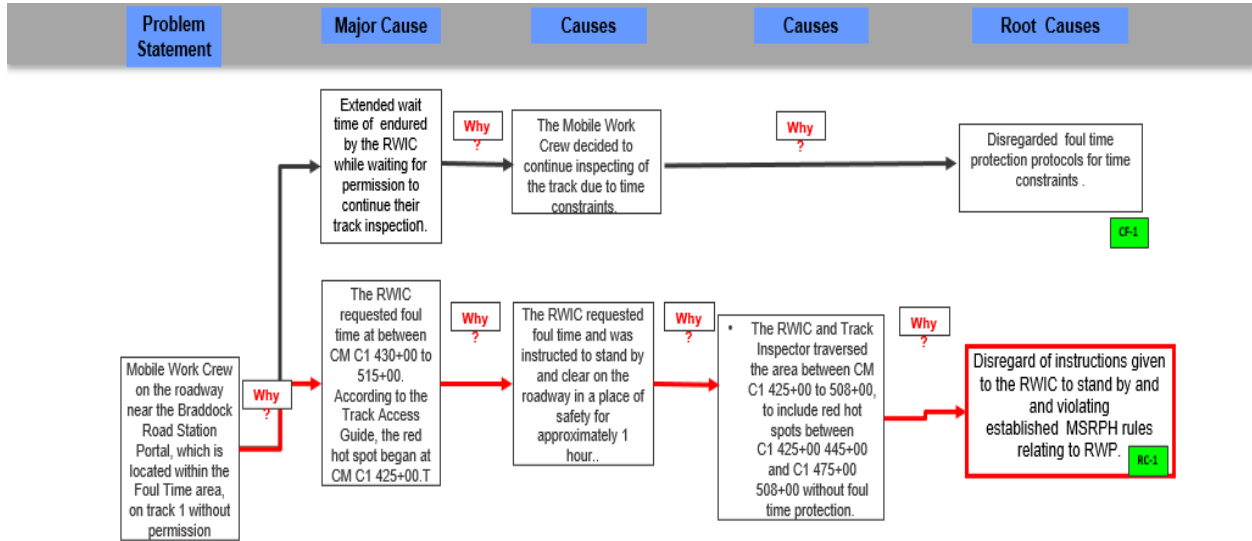 Problem
Statement
Major Cause
Causes
Causes
Root Causes
Extended wait
time of endured
by the RWIC
while waiting for
permission to
continue their
track inspection.
Why
?
The Mobile Work
Crew decided to
continue inspecting of
the track due to time
constraints.
Why
?
Disregarded foul time
protection protocols for time
constraints .
CF-1
Mobile Work Crew
on the roadway
near the Braddock
Road Station
Portal, which is
located within the
Foul Time area,
on track 1 without
permission
Why
?
The RWIC
requested foul
time at between
CM C1 430+00 to
515+00.
According to the
Track Access
Guide, the red
hot spot began at
CM C1 425+00.T
Why
?
The RWIC requested
foul time and was
instructed to stand by
and clear on the
roadway in a place of
safety for
approximately 1
hour..
Why
?
• The RWIC and Track
Inspector traversed
the area between CM
C1 425+00 to 508+00,
to include red hot
spots between
C1 425+00 445+00
and C1 475+00
508+00 without foul
time protection.
Why
?
Disregard of instructions given
to the RWIC to stand by and
and violating
established MSRPH rules
relating to RWP.
RC-1